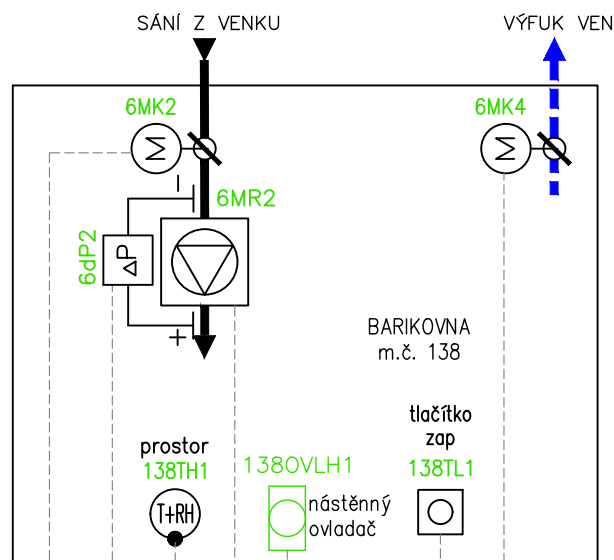 SÁNÍ Z VENKU
VÝFUK VEN
6MK2
6MK4
M
M
−
6MR2
6dP2
ΔP
+
BARIKOVNA
m.č. 138
tlačítko
zap
prostor
138TH1
138OVLH1
138TL1
T+RH
nástěnný
ovladač